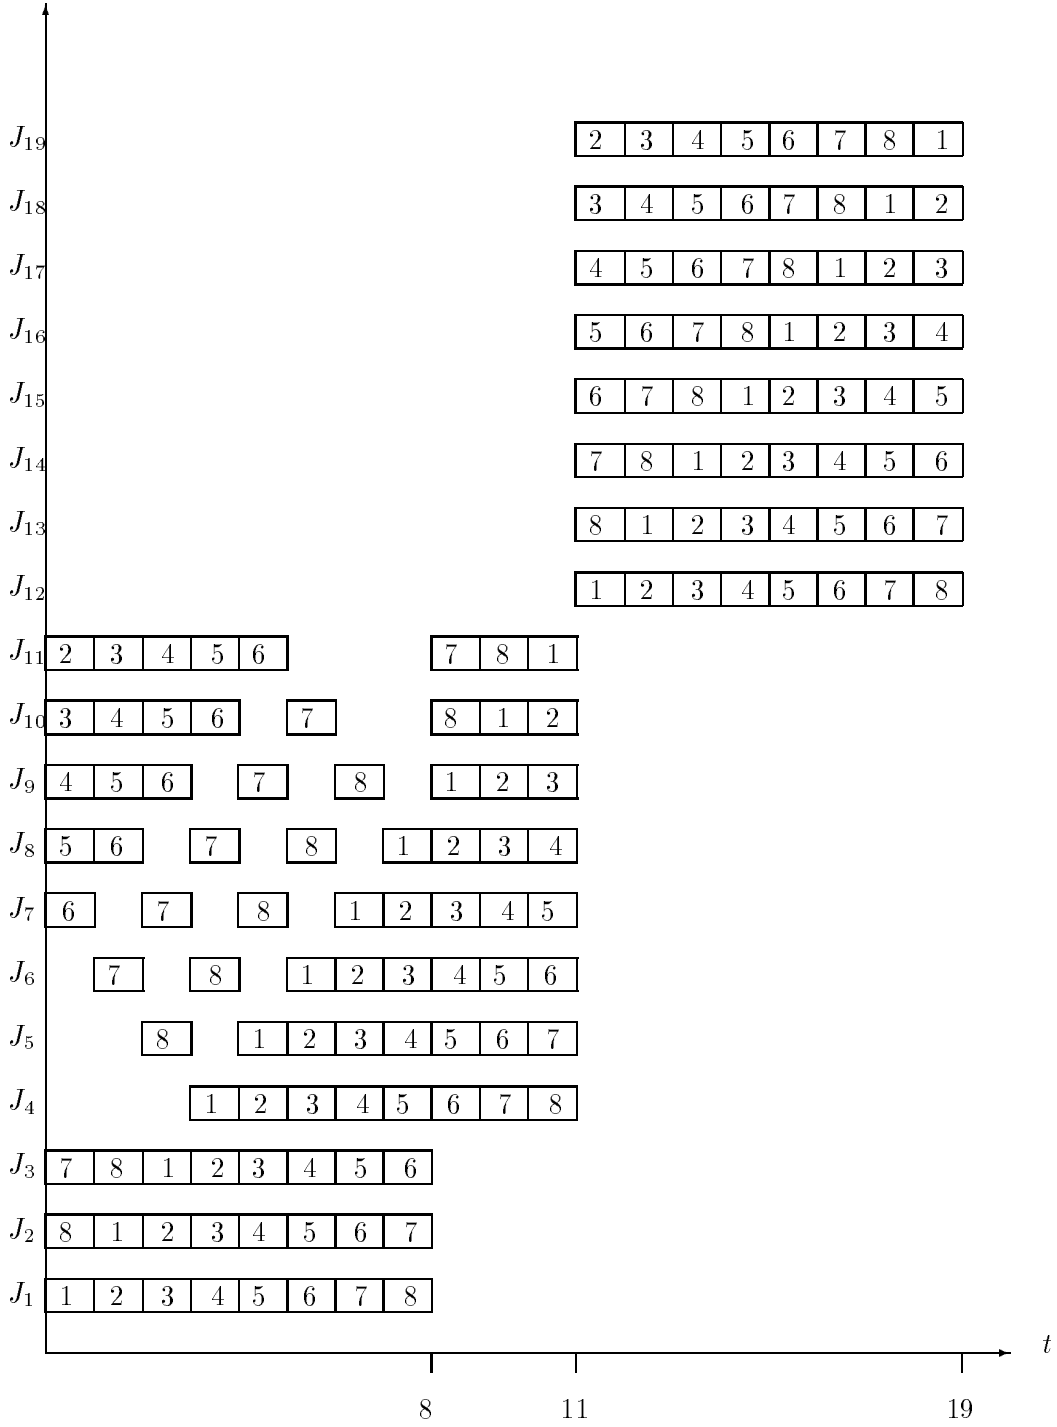 J19 2 3 4 5 6 7 8 1
J18 3 4 5 6 7 8 1 2
J17 4 5 6 7 8 1 2 3
J16 5 6 7 8 1 2 3 4
J15 6 7 8 1 2 3 4 5
J14 7 8 1 2 3 4 5 6
J13 8 1 2 3 4 5 6 7
J12 1 2 3 4 5 6 7 8
J11 2 3 4 5 6 7 8 1
J10 3 4 5 6 7 8 1 2
J9 4 5 6 7 8 1 2 3
J8 5 6 7 8 1 2 3 4
J7 6 7 8 1 2 3 4 5
J6 7 8 1 2 3 4 5 6
J5 8 1 2 3 4 5 6 7
J4 1 2 3 4 5 6 7 8
J3 7 8 1 2 3 4 5 6
J2 8 1 2 3 4 5 6 7
J1 1 2 3 4 5 6 7 8
t
8 11 19